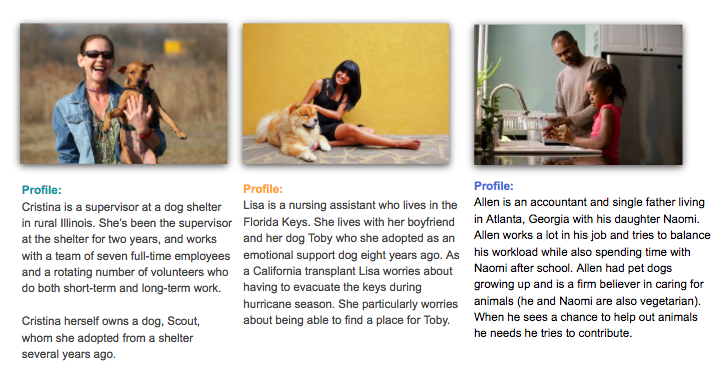 Profile:
Cristina is a supervisor at a dog shelter
in rural Illinois. She's been the supervisor
at the shelter for two years, and works
with a team of seven full-time employees
and a rotating number of volunteers who
do both short-term and long-term work.
Cristina herself owns a dog, Scout,
whom she adopted from a shelter
several years ago.
Profile:
Lisa is a nursing assistant who lives in the
Florida Keys. She lives with her boyfriend
and her dog Toby who she adopted as an
emotional support dog eight years ago. As
a California transplant Lisa worries about
having to evacuate the keys during
hurricane season. She particularly worries
about being able to find a place for Toby.
Profile:
Allen is an accountant and single father living
in Atlanta, Georgia with his daughter Naomi.
Allen works a lot in his job and tries to balance
his workload while also spending time with
Naomi after school. Allen had pet dogs
growing up and is a firm believer in caring for
animals (he and Naomi are also vegetarian).
When he sees a chance to help out animals
he needs he tries to contribute.